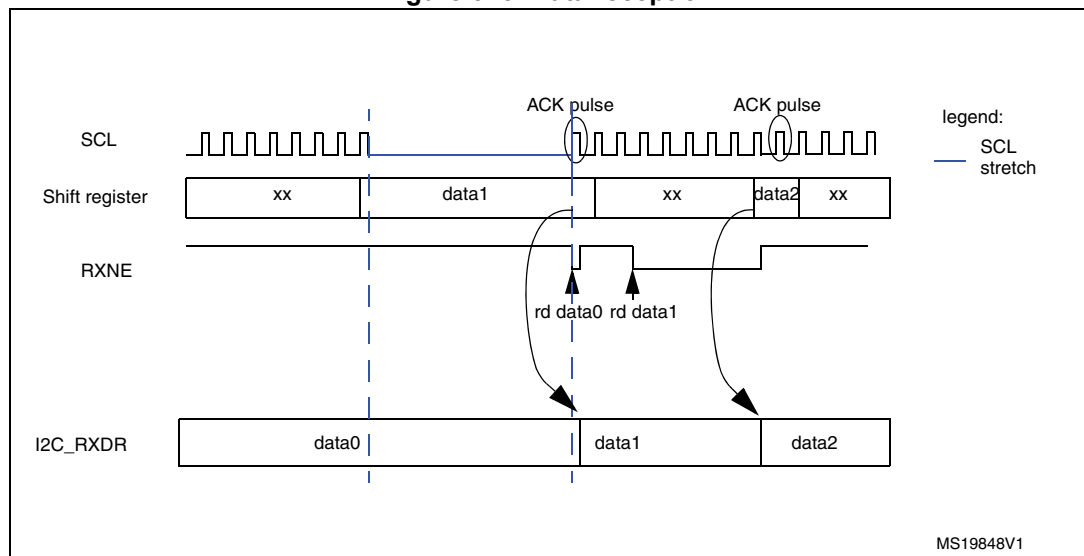 ACK pulse ACK pulse
legend:
SCL
SCL
stretch
Shift register xx data1 xx data2 xx
RXNE
rd data0 rd data1
I2C_RXDR data0 data1 data2
MS19848V1